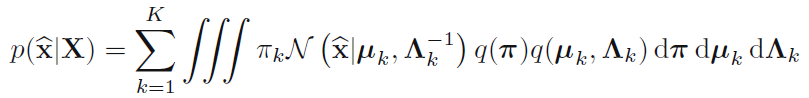 p(x̂|X) = ∑_{k=1}^{K} ∭ π_k 𝒩 (x̂|μ_k, Λ_k^{-1}) q(π)q(μ_k, Λ_k) dπ dμ_k dΛ_k